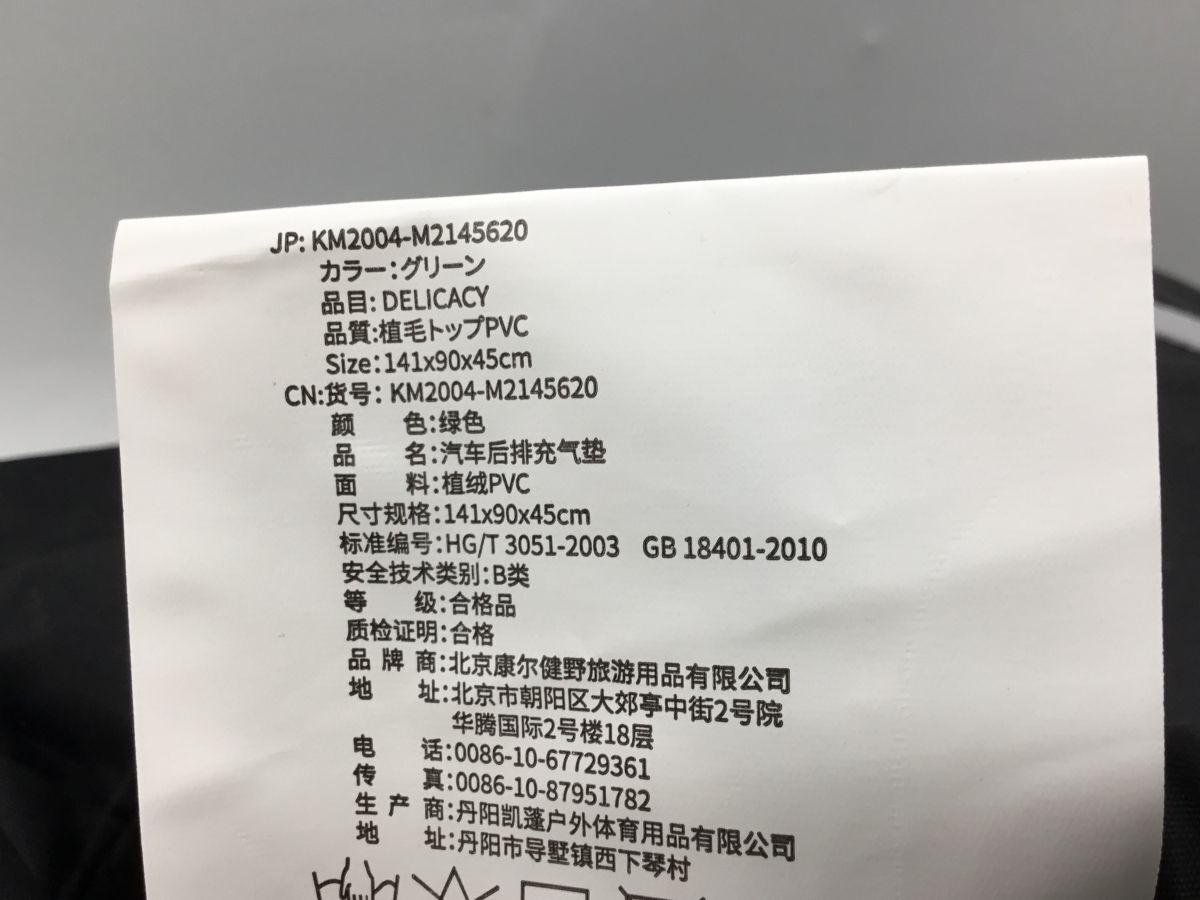 JP: KM2004-M2145620
カラー:グリーン
品目: DELICACY
品質:植毛トップPVC
Size:141x90x45cm
CN:货号: KM2004-M2145620
颜 色:绿色
品 名:汽车后排充气垫
面 料:植绒PVC
尺寸规格:141x90x45cm
标准编号:HG/T 3051-2003 GB 18401-2010
安全技术类别:B类
等 级:合格品
质检证明:合格
品 牌 商:北京康尔健野旅游用品有限公司
地 址:北京市朝阳区大郊亭中街2号院
华腾国际2号楼18层
电 话:0086-10-67729361
传 真:0086-10-87951782
生 产 商:丹阳凯蓬户外体育用品有限公司
地 址:丹阳市导墅镇西下琴村